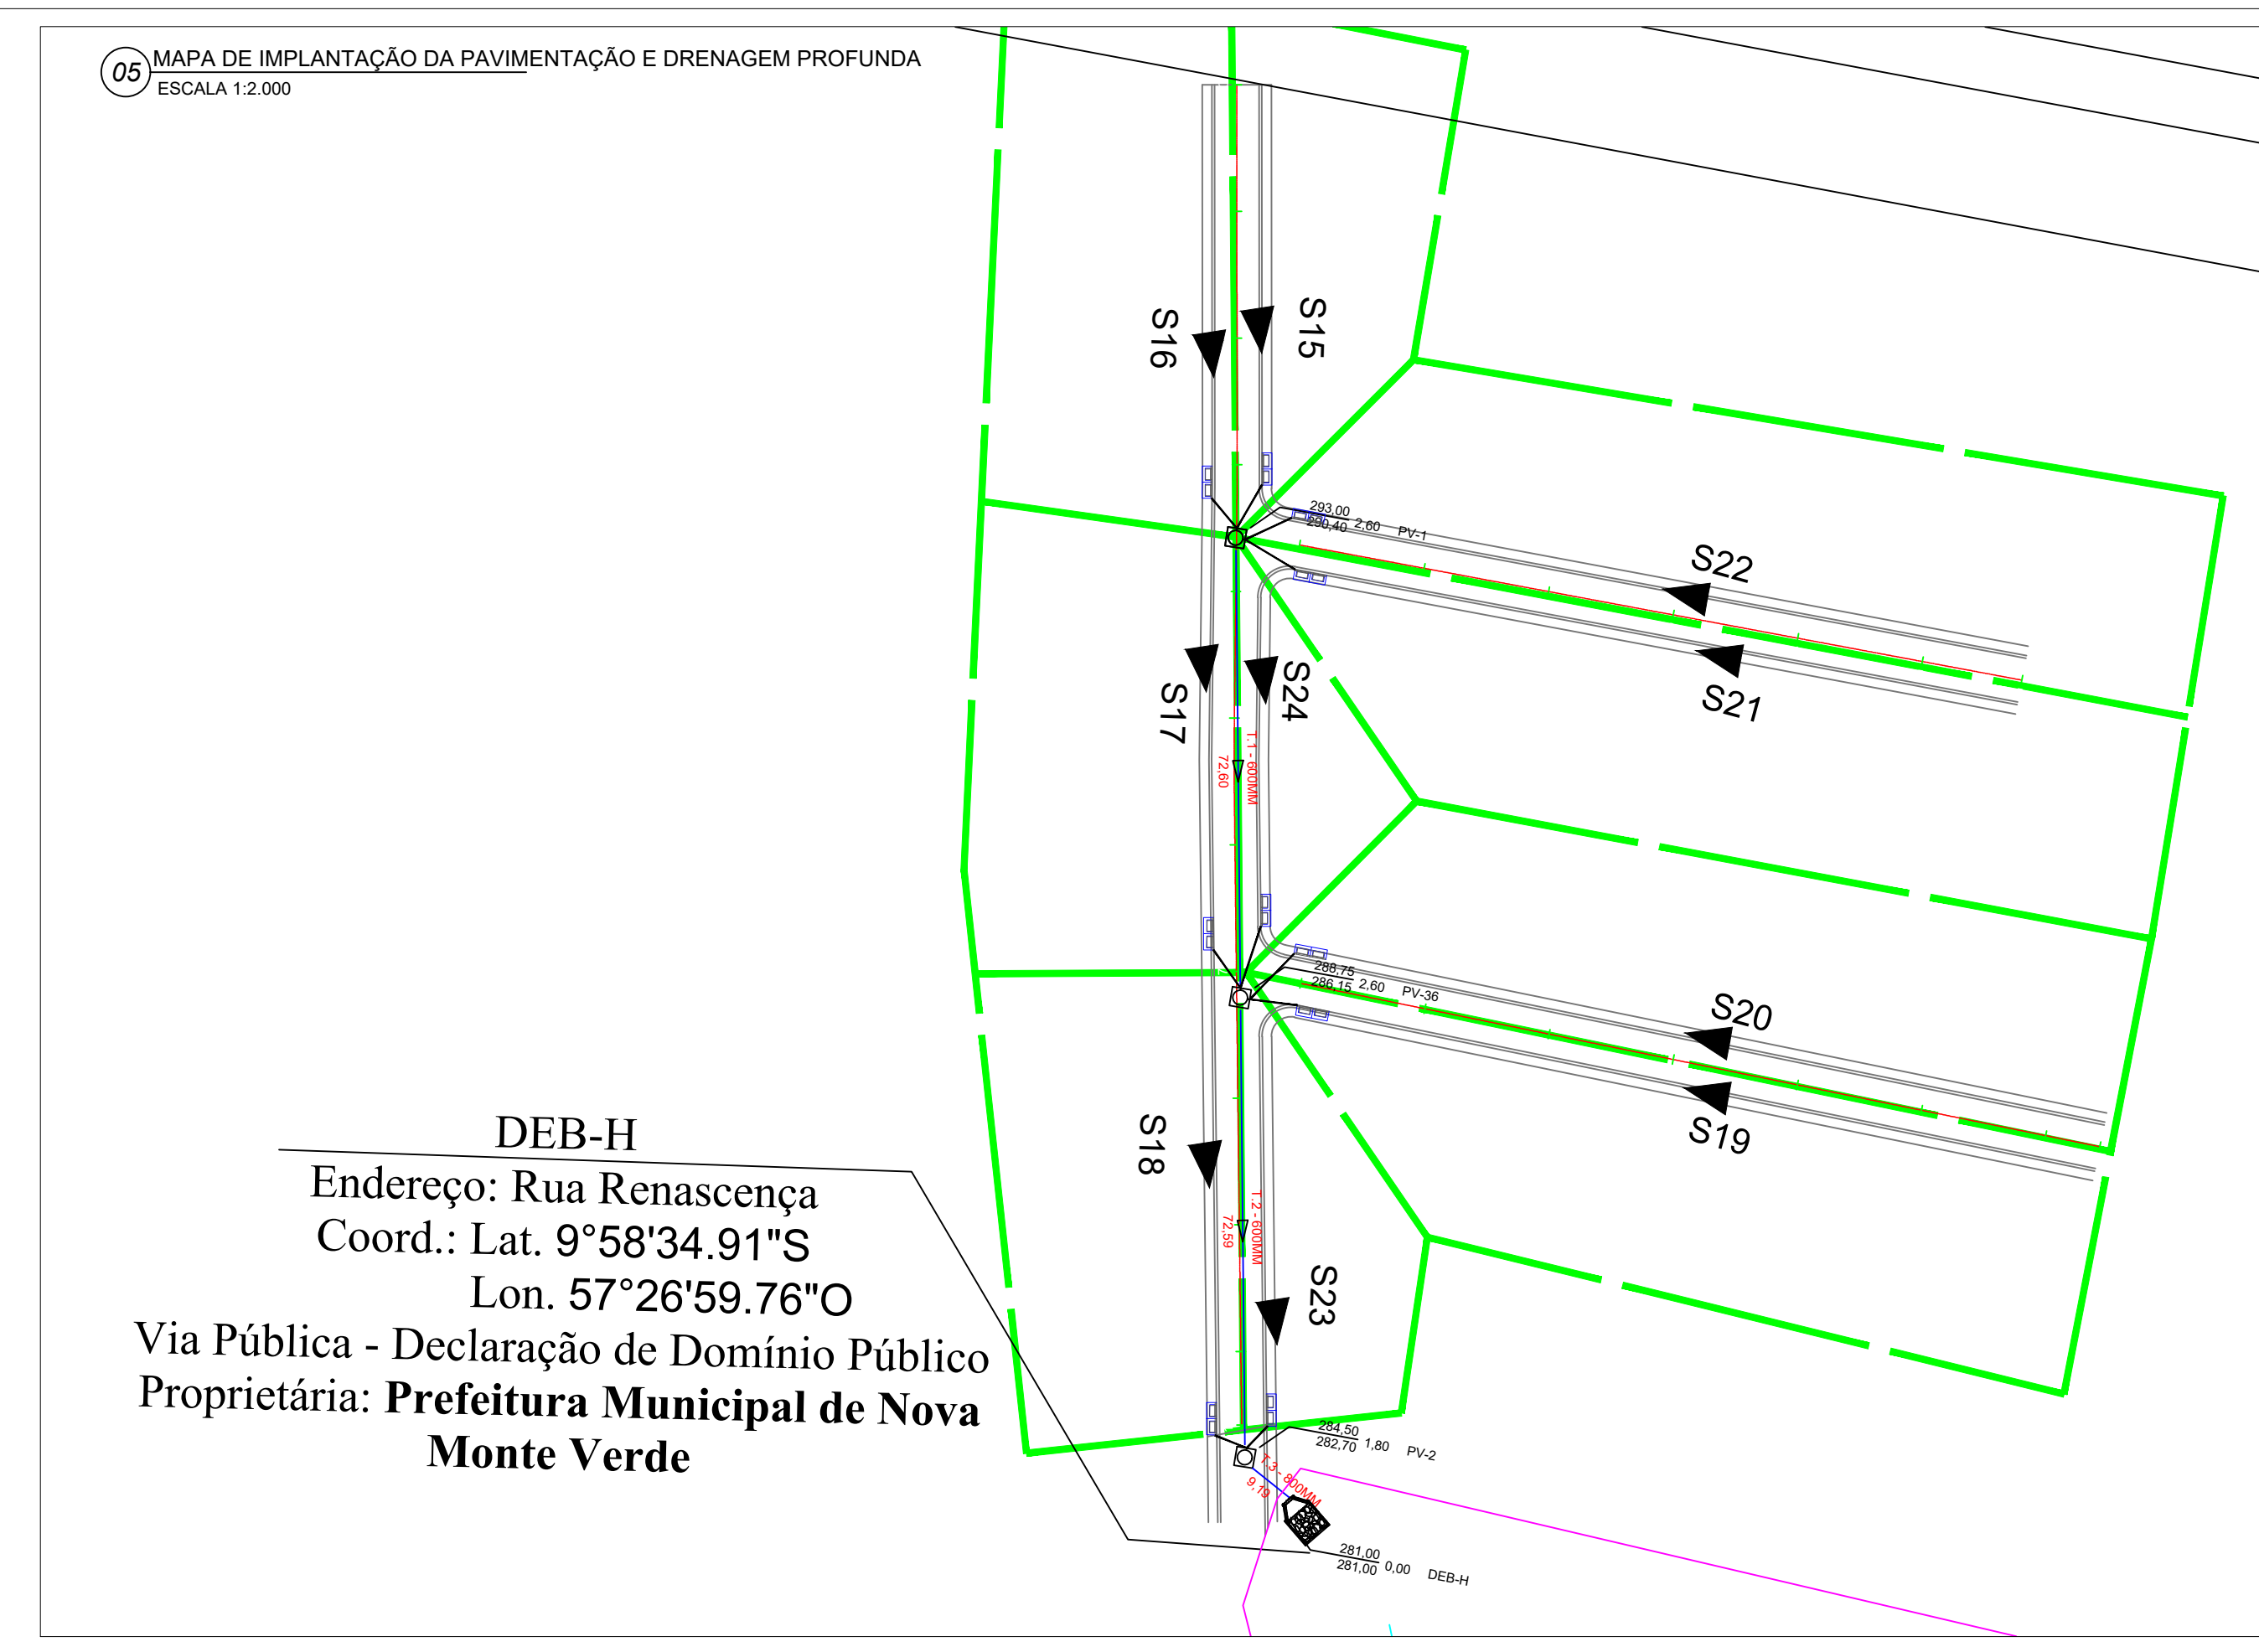 05 MAPA DE IMPLANTAÇÃO DA PAVIMENTAÇÃO E DRENAGEM PROFUNDA
ESCALA 1:2.000
S16
S15
293,00
290,40
2,60
PV-1
S22
S21
S17
S24
T.1 - 600MM
72,60
288,75
286,15
2,60
PV-36
S20
S19
S18
T.2 - 600MM
72,59
S23
DEB-H
Endereço: Rua Renascença
Coord.: Lat. 9°58'34.91"S
Lon. 57°26'59.76"O
Via Pública - Declaração de Domínio Público
Proprietária: Prefeitura Municipal de Nova
Monte Verde
284,50
282,70
1,80
PV-2
T.3 - 800MM
9,19
281,00
281,00
0,00
DEB-H